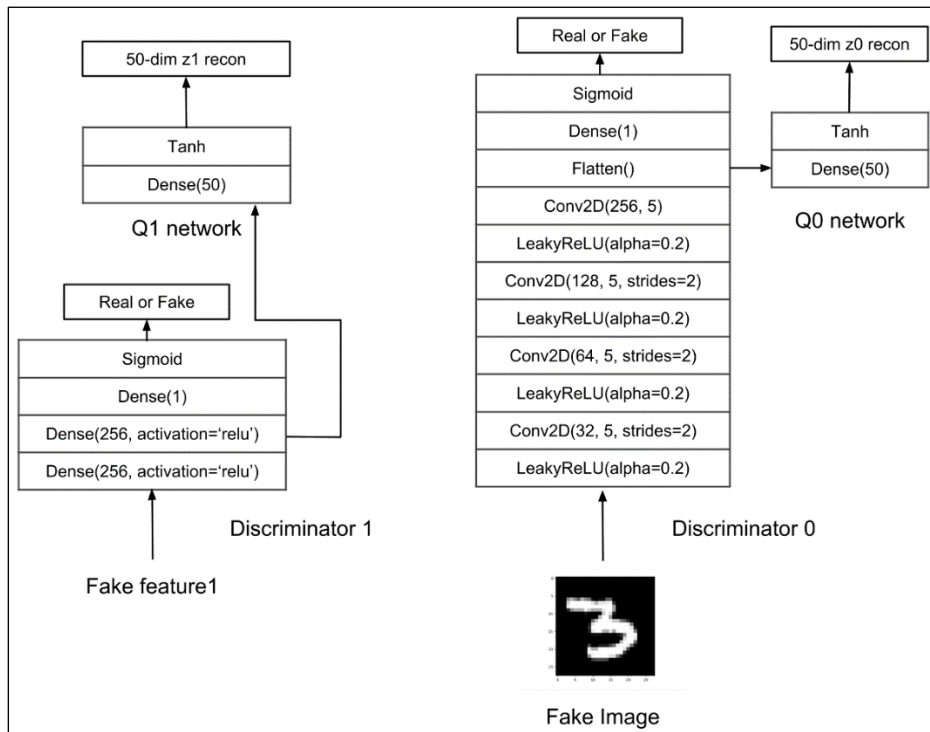 50-dim z1 recon
Tanh
Dense(50)
Q1 network
Real or Fake
Sigmoid
Dense(1)
Dense(256, activation=‘relu’)
Dense(256, activation=‘relu’)
Discriminator 1
Fake feature1
Real or Fake
Sigmoid
Dense(1)
Flatten()
Conv2D(256, 5)
LeakyReLU(alpha=0.2)
Conv2D(128, 5, strides=2)
LeakyReLU(alpha=0.2)
Conv2D(64, 5, strides=2)
LeakyReLU(alpha=0.2)
Conv2D(32, 5, strides=2)
LeakyReLU(alpha=0.2)
Discriminator 0
50-dim z0 recon
Tanh
Dense(50)
Q0 network
3
Fake Image